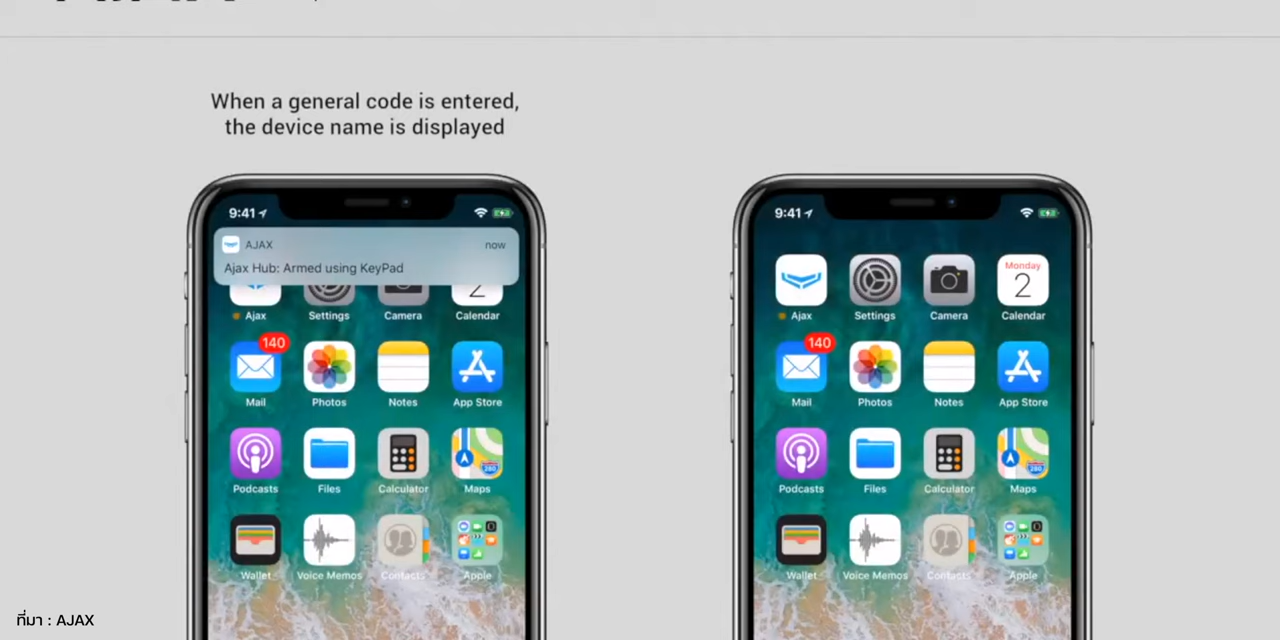 When a general code is entered,
the device name is displayed
9:41
AJAX
now
Ajax Hub: Armed using KeyPad
2
Ajax
Settings
Camera
Calendar
140
Mail
Photos
Notes
App Store
280
Podcasts
Files
Calculator
Maps
Wallet
Voice Memos
Contacts
Apple
9:41
Monday
2
Ajax
Settings
Camera
Calendar
140
Mail
Photos
Notes
App Store
280
Podcasts
Files
Calculator
Maps
Wallet
Voice Memos
Contacts
Apple
ที่มา : AJAX